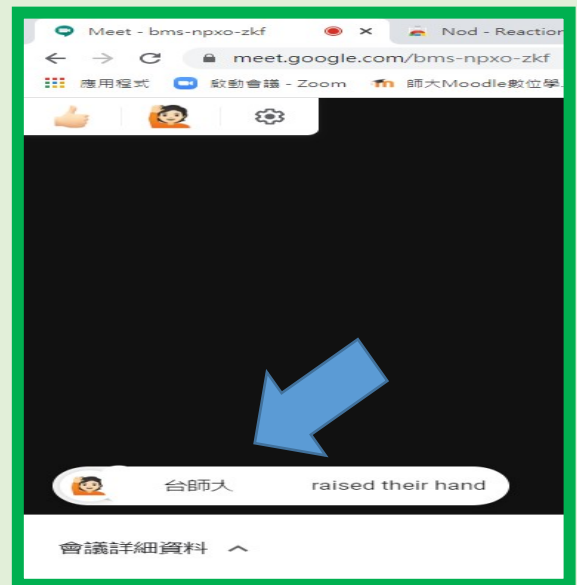 Meet - bms-npxo-zkf Nod - Reaction
meet.google.com/bms-npxo-zkf
應用程式 啟動會議 - Zoom 師大Moodle數位學
台師大 raised their hand
會議詳細資料